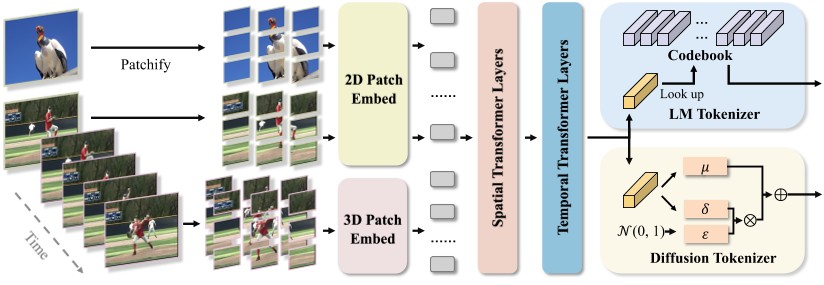 Patchify
Time
2D Patch
Embed
3D Patch
Embed
......
......
Spatial Transformer Layers
Temporal Transformer Layers
... ...
Codebook
Look up
LM Tokenizer
μ
δ
𝒩(0, 1)
ε
⊗
⊕
Diffusion Tokenizer